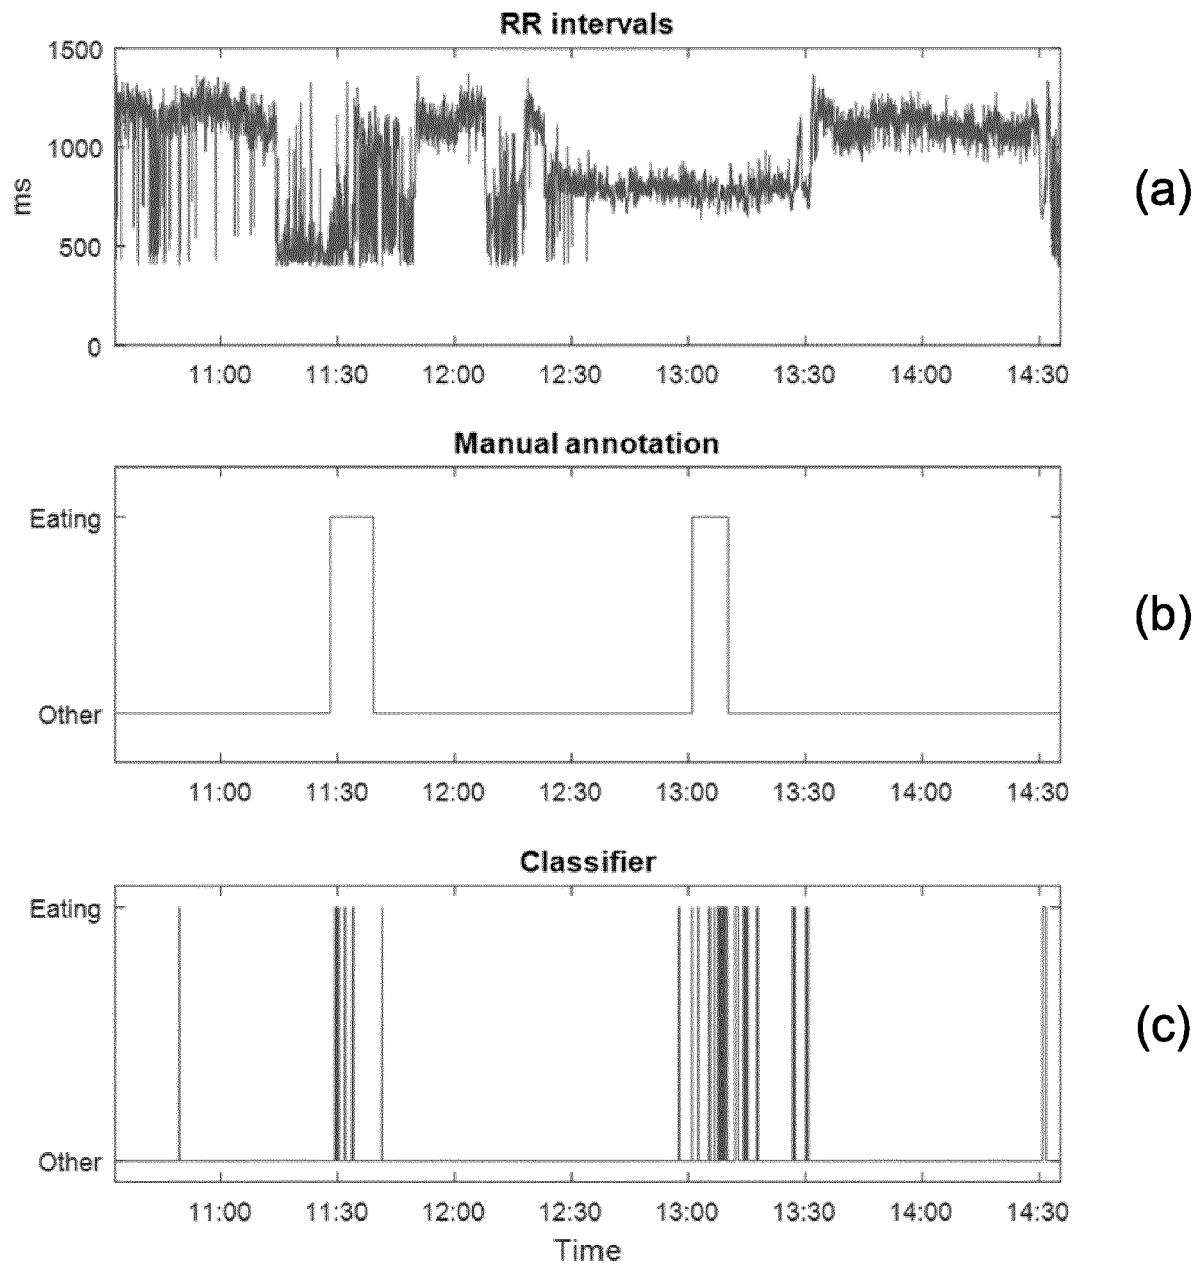 RR intervals
1500
1000
500
0
ms
11:00 11:30 12:00 12:30 13:00 13:30 14:00 14:30
(a)
Manual annotation
Eating
Other
11:00 11:30 12:00 12:30 13:00 13:30 14:00 14:30
(b)
Classifier
Eating
Other
11:00 11:30 12:00 12:30 13:00 13:30 14:00 14:30
Time
(c)